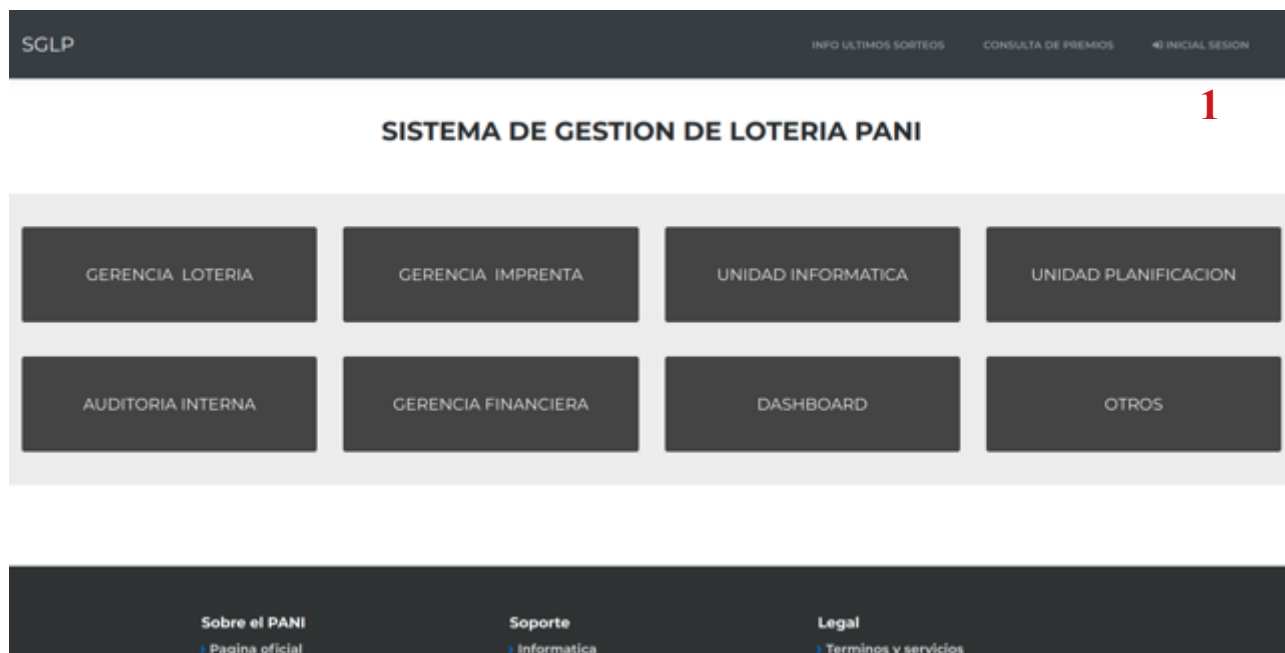 SGLP
INFO ULTIMOS SORTEOS
CONSULTA DE PREMIOS
INICIAL SESION
1
SISTEMA DE GESTION DE LOTERIA PANI
GERENCIA LOTERIA
GERENCIA IMPRENTA
UNIDAD INFORMATICA
UNIDAD PLANIFICACION
AUDITORIA INTERNA
GERENCIA FINANCIERA
DASHBOARD
OTROS
Sobre el PANI
Soporte
Legal
Pagina oficial
Informatica
Terminos y servicios